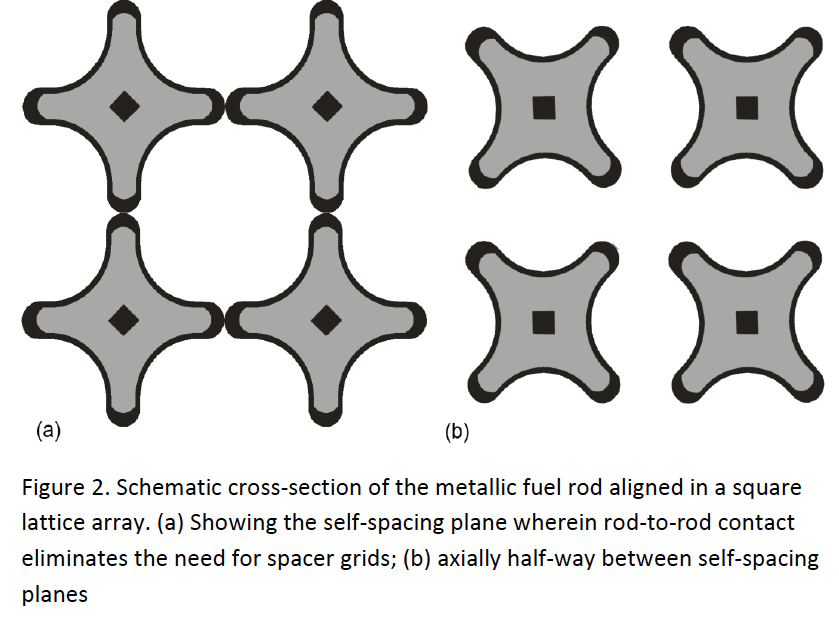 (a)
(b)
Figure 2. Schematic cross-section of the metallic fuel rod aligned in a square
lattice array. (a) Showing the self-spacing plane wherein rod-to-rod contact
eliminates the need for spacer grids; (b) axially half-way between self-spacing
planes